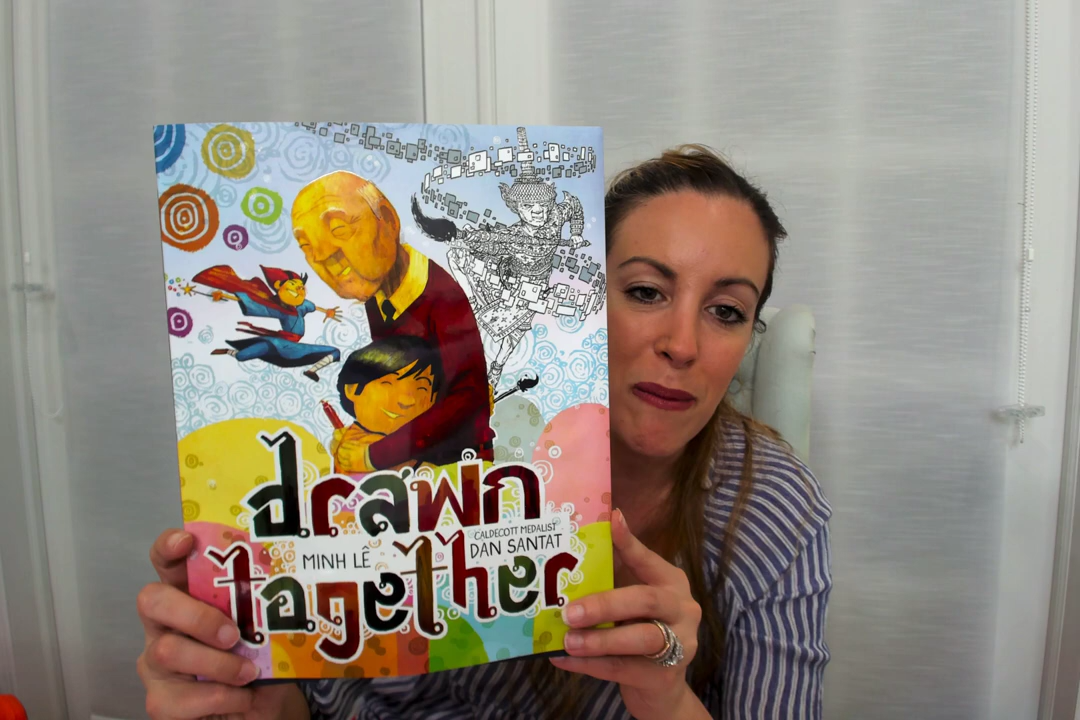 drawn
CALDECOTT MEDALIST
MINH LÊ
DAN SANTAT
together